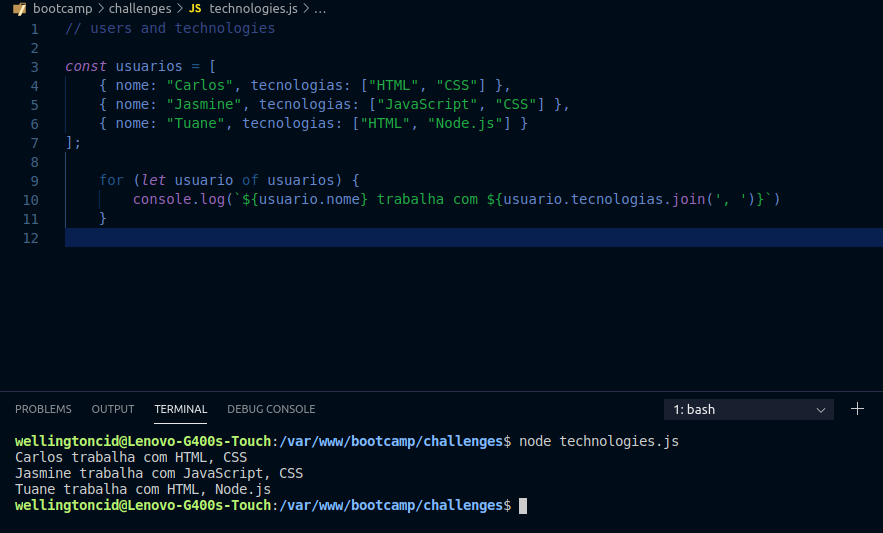 bootcamp > challenges > JS technologies.js > ...
1 // users and technologies
2
3 const usuarios = [
4     { nome: "Carlos", tecnologias: ["HTML", "CSS"] },
5     { nome: "Jasmine", tecnologias: ["JavaScript", "CSS"] },
6     { nome: "Tuane", tecnologias: ["HTML", "Node.js"] }
7 ];
8
9     for (let usuario of usuarios) {
10         console.log(`${usuario.nome} trabalha com ${usuario.tecnologias.join(', ')}`)
11     }
12
PROBLEMS OUTPUT TERMINAL DEBUG CONSOLE 1: bash
wellingtoncid@Lenovo-G400s-Touch:/var/www/bootcamp/challenges$ node technologies.js
Carlos trabalha com HTML, CSS
Jasmine trabalha com JavaScript, CSS
Tuane trabalha com HTML, Node.js
wellingtoncid@Lenovo-G400s-Touch:/var/www/bootcamp/challenges$